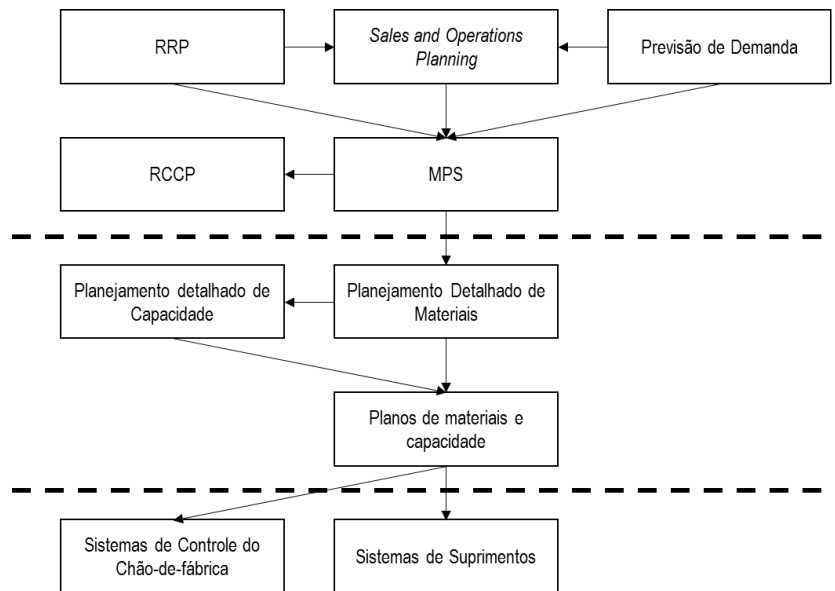 RRP
Sales and Operations
Planning
Previsão de Demanda
RCCP
MPS
Planejamento detalhado de
Capacidade
Planejamento Detalhado de
Materiais
Planos de materiais e
capacidade
Sistemas de Controle do
Chão-de-fábrica
Sistemas de Suprimentos